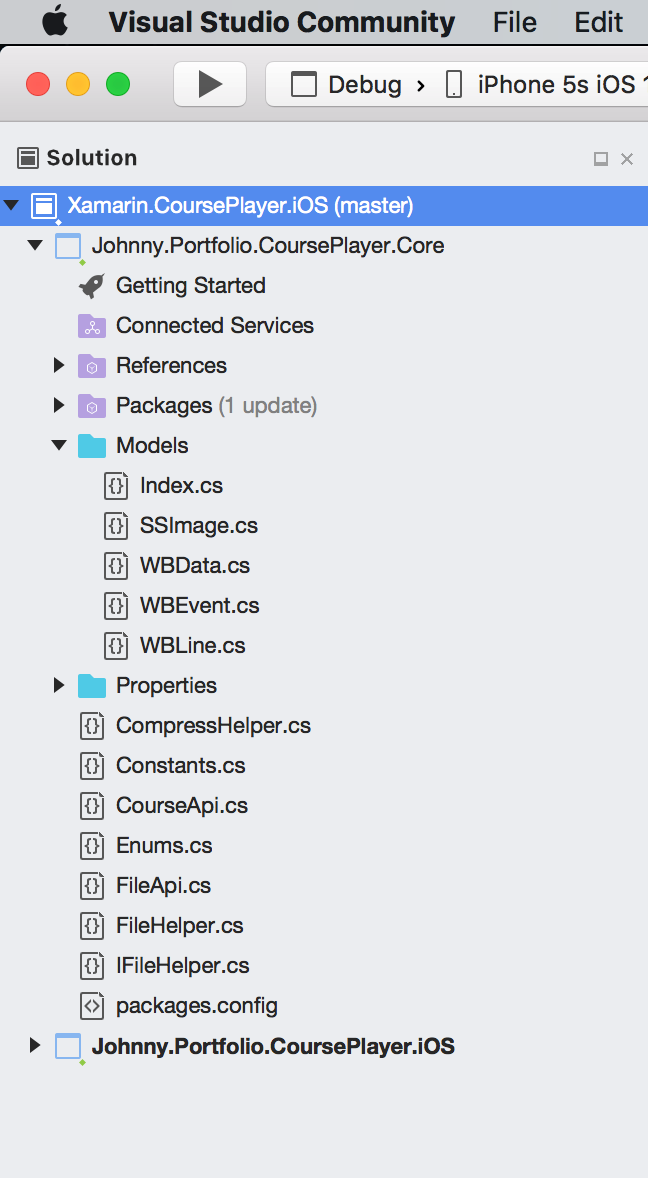 Visual Studio Community File Edit
Debug › iPhone 5s iOS 1
Solution
Xamarin.CoursePlayer.iOS (master)
Johnny.Portfolio.CoursePlayer.Core
Getting Started
Connected Services
References
Packages (1 update)
Models
Index.cs
SSImage.cs
WBData.cs
WBEvent.cs
WBLine.cs
Properties
CompressHelper.cs
Constants.cs
CourseApi.cs
Enums.cs
FileApi.cs
FileHelper.cs
IFileHelper.cs
packages.config
Johnny.Portfolio.CoursePlayer.iOS